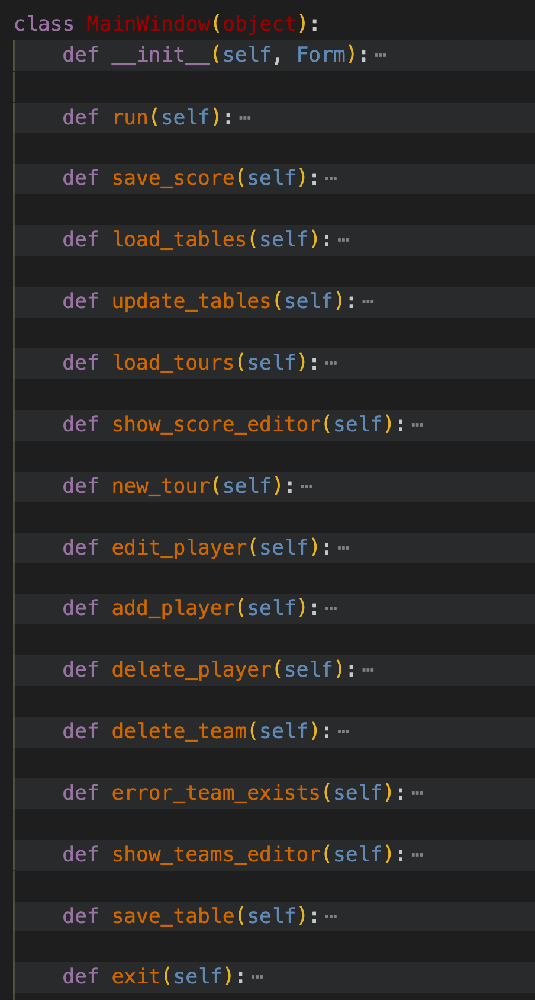 class MainWindow(object):
    def __init__(self, Form):⋯
    def run(self):⋯
    def save_score(self):⋯
    def load_tables(self):⋯
    def update_tables(self):⋯
    def load_tours(self):⋯
    def show_score_editor(self):⋯
    def new_tour(self):⋯
    def edit_player(self):⋯
    def add_player(self):⋯
    def delete_player(self):⋯
    def delete_team(self):⋯
    def error_team_exists(self):⋯
    def show_teams_editor(self):⋯
    def save_table(self):⋯
    def exit(self):⋯